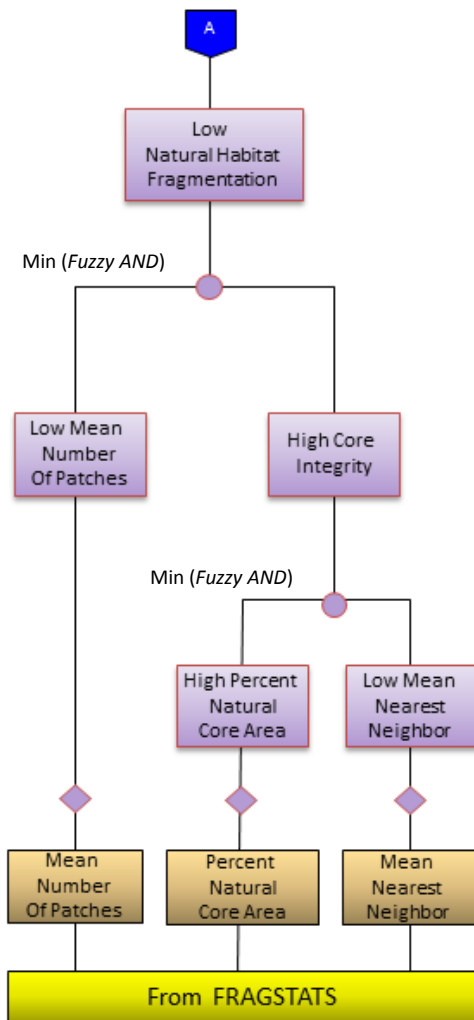 A
Low
Natural Habitat
Fragmentation
Min (Fuzzy AND)
Low Mean
Number
Of Patches
High Core
Integrity
Min (Fuzzy AND)
High Percent
Natural
Core Area
Low Mean
Nearest
Neighbor
Mean
Number
Of Patches
Percent
Natural
Core Area
Mean
Nearest
Neighbor
From FRAGSTATS